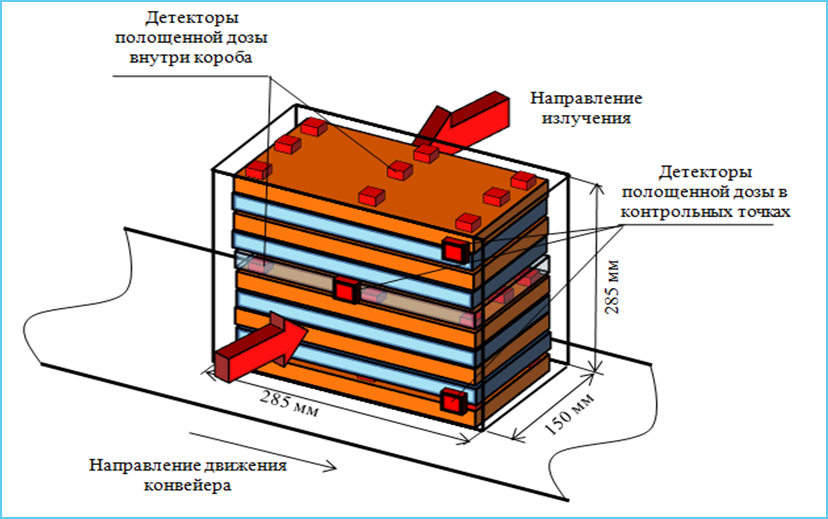 Детекторы
полощенной дозы
внутри короба
Направление
излучения
Детекторы
полощенной дозы в
контрольных точках
285 мм
285 мм
150 мм
Направление движения
конвейера